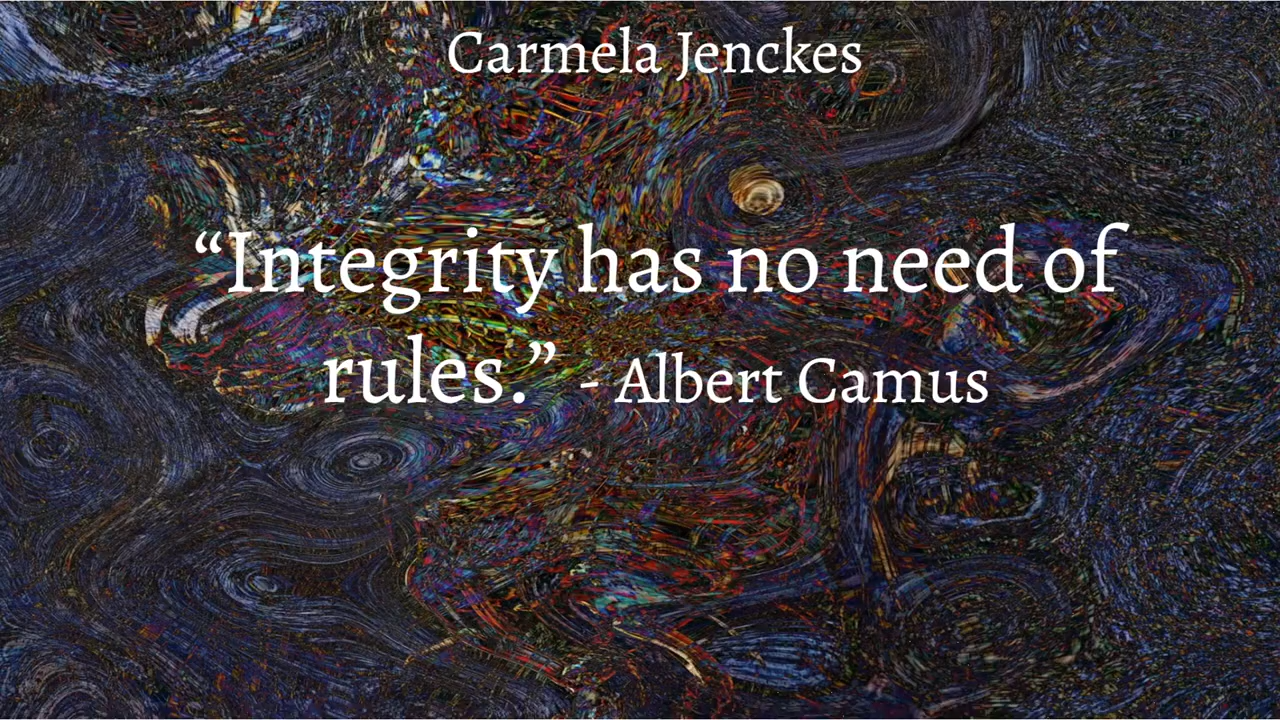 Carmela Jenckes
“Integrity has no need of
rules.” - Albert Camus